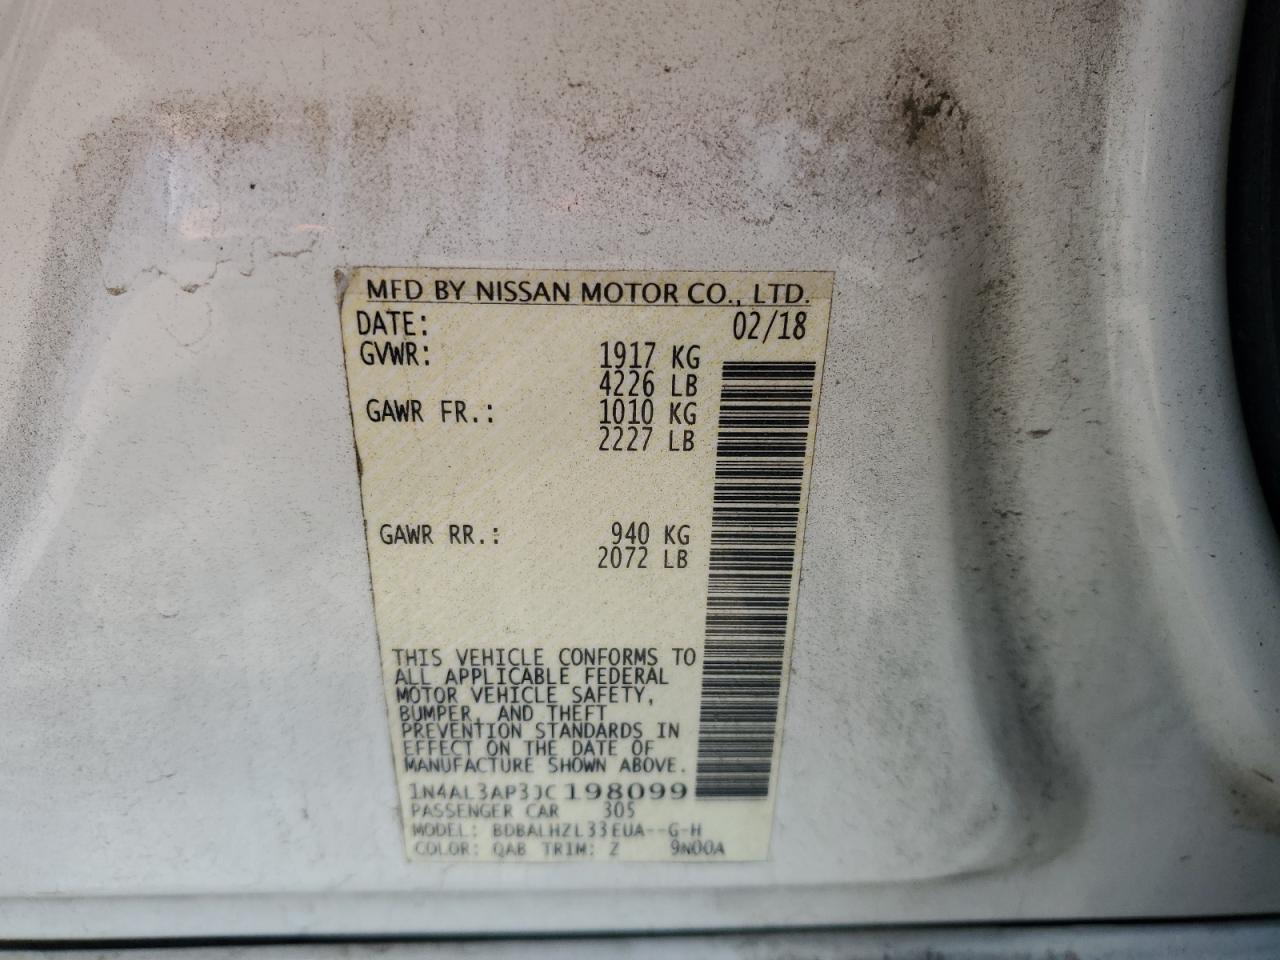 MFD BY NISSAN MOTOR CO., LTD.
DATE: 02/18
GVWR: 1917 KG
4226 LB
GAWR FR.: 1010 KG
2227 LB
GAWR RR.: 940 KG
2072 LB
THIS VEHICLE CONFORMS TO
ALL APPLICABLE FEDERAL
MOTOR VEHICLE SAFETY,
BUMPER, AND THEFT
PREVENTION STANDARDS IN
EFFECT ON THE DATE OF
MANUFACTURE SHOWN ABOVE.
1N4AL3AP3JC198099
PASSENGER CAR 305
MODEL: BDBALHZL33EUA--G-H
COLOR: QAB TRIM: Z 9N00A